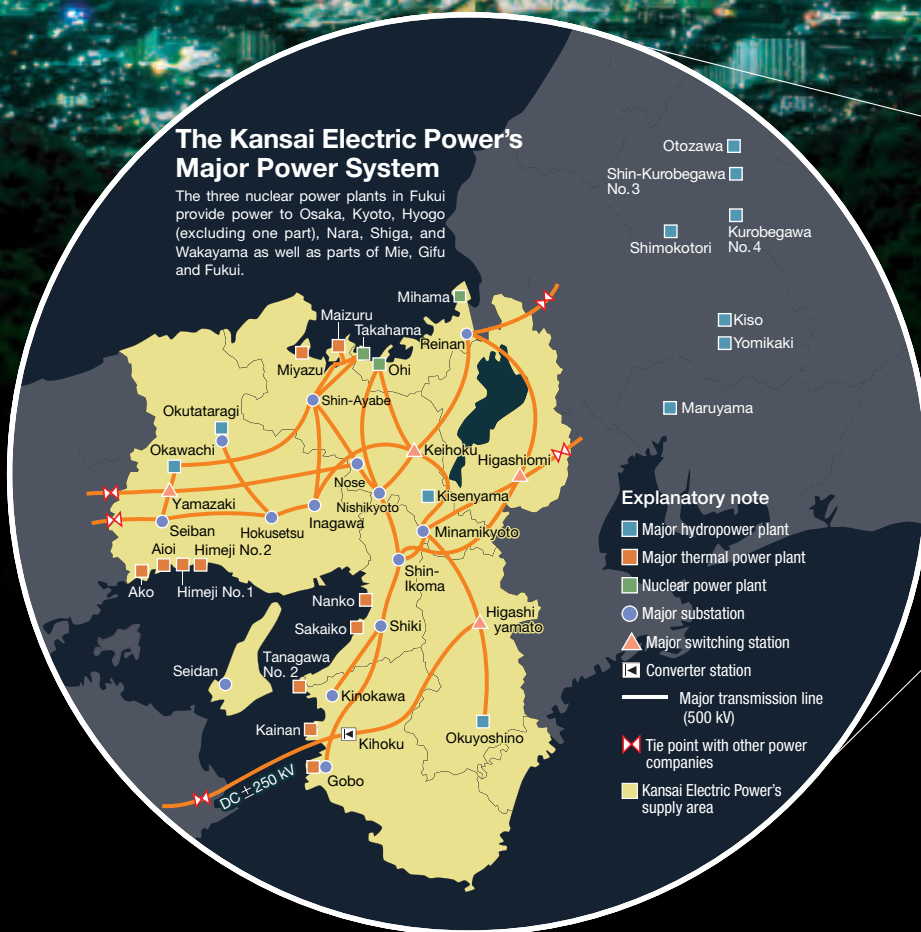 The Kansai Electric Power's
Major Power System
The three nuclear power plants in Fukui
provide power to Osaka, Kyoto, Hyogo
(excluding one part), Nara, Shiga, and
Wakayama as well as parts of Mie, Gifu
and Fukui.
Otozawa
Shin-Kurobegawa
No.3
Kurobegawa
No.4
Shimokotori
Kiso
Yomikaki
Maruyama
Mihama
Maizuru
Takahama
Reinan
Miyazu
Ohi
Shin-Ayabe
Okutataragi
Okawachi
Keihoku
Higashiomi
Nose
Kisenyama
Yamazaki
Nishikyoto
Inagawa
Seiban
Hokusetsu
Minamikyoto
Aioi
Himeji No.2
Ako
Himeji No.1
Shin-
Ikoma
Nanko
Higashi
yamato
Sakaiko
Shiki
Tanagawa
No. 2
Seidan
Kinokawa
Kainan
Kihoku
Okuyoshino
Gobo
DC±250 kV
Explanatory note
Major hydropower plant
Major thermal power plant
Nuclear power plant
Major substation
Major switching station
Converter station
Major transmission line
(500 kV)
Tie point with other power
companies
Kansai Electric Power's
supply area